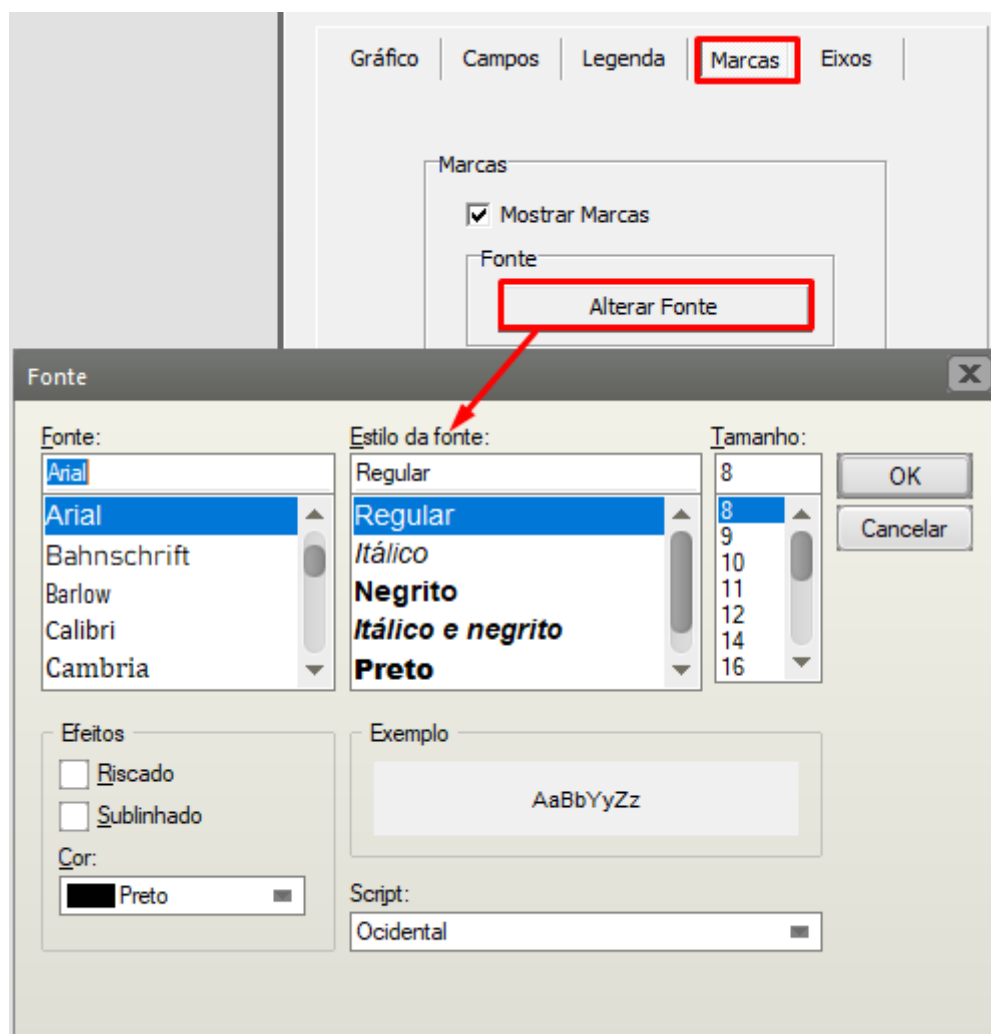 Gráfico Campos Legenda Marcas Eixos
Marcas
Mostrar Marcas
Fonte
Alterar Fonte
Fonte
Fonte: Estilo da fonte: Tamanho:
Arial Regular 8 OK
Arial
Bahnschrift
Barlow
Calibri
Cambria
Regular
Itálico
Negrito
Itálico e negrito
Preto
8
9
10
11
12
14
16
Cancelar
Efeitos
Riscado
Sublinhado
Cor:
Preto
Exemplo
AaBbYyZz
Script:
Ocidental